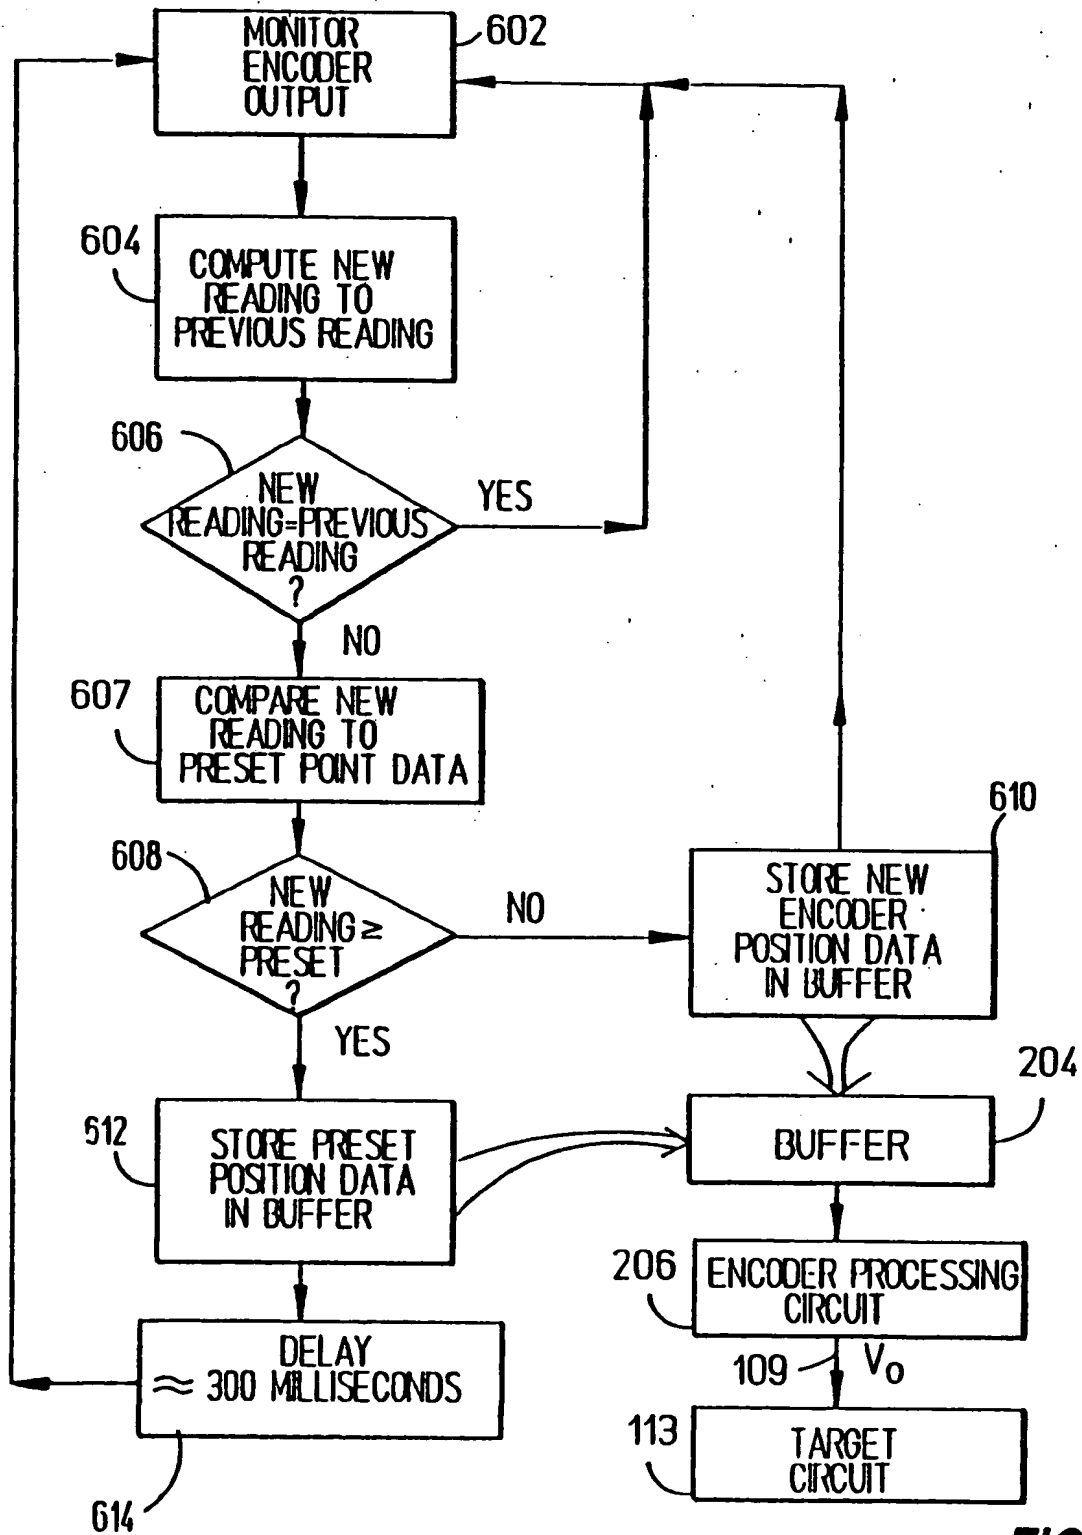 MONITOR
ENCODER
OUTPUT
602
604
COMPUTE NEW
READING TO
PREVIOUS READING
606
NEW
READING=PREVIOUS
READING
?
YES
NO
607
COMPARE NEW
READING TO
PRESET POINT DATA
608
NEW
READING ≥
PRESET
?
NO
YES
610
STORE NEW
ENCODER
POSITION DATA
IN BUFFER
204
BUFFER
612
STORE PRESET
POSITION DATA
IN BUFFER
206
ENCODER PROCESSING
CIRCUIT
109
V0
DELAY
≈ 300 MILLISECONDS
614
113
TARGET
CIRCUIT